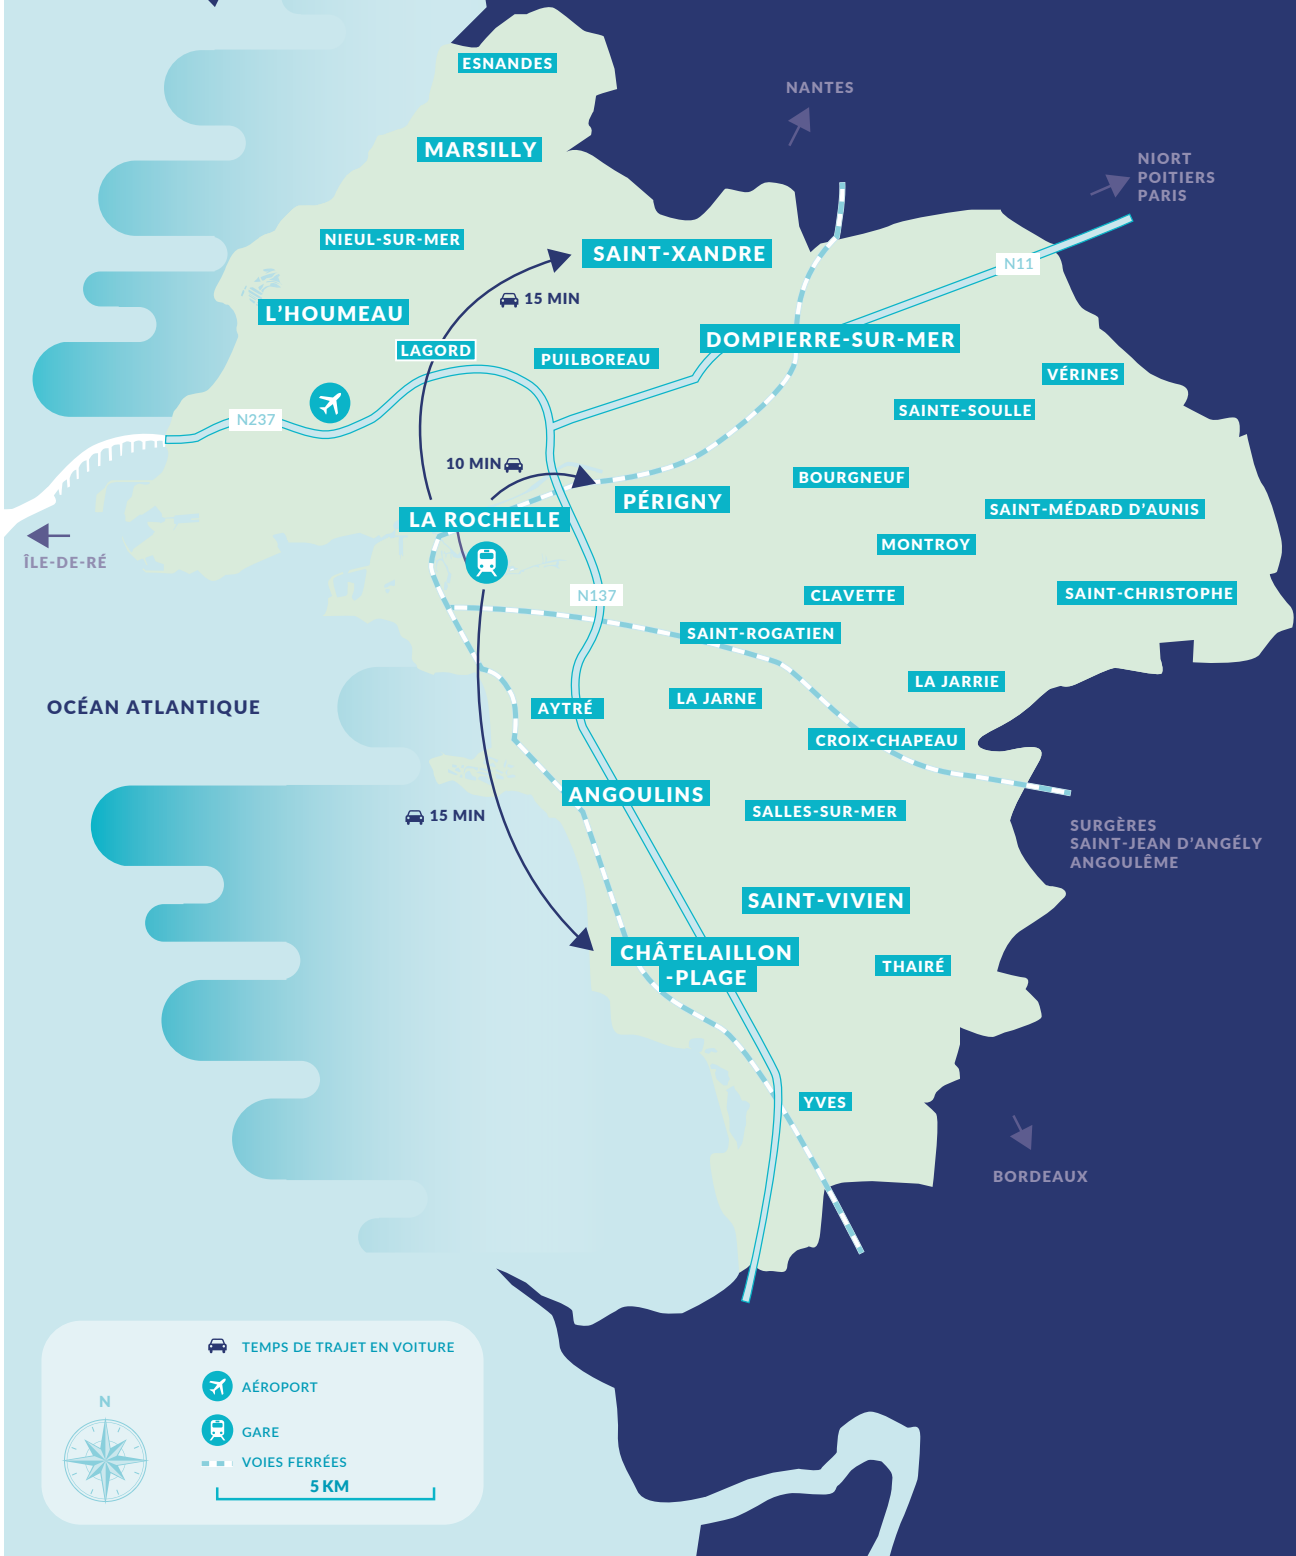 ESNANDES
NANTES
MARSILLY
NIORT
POITIERS
PARIS
NIEUL-SUR-MER
SAINT-XANDRE
N11
15 MIN
L’HOUMEAU
DOMPIERRE-SUR-MER
LAGORD
PUILBOREAU
VÉRINES
SAINTE-SOULLE
N237
10 MIN
BOURGNEUF
PÉRIGNY
SAINT-MÉDARD D’AUNIS
LA ROCHELLE
MONTROY
ÎLE-DE-RÉ
N137
CLAVETTE
SAINT-CHRISTOPHE
SAINT-ROGATIEN
LA JARRIE
LA JARNE
OCÉAN ATLANTIQUE
AYTRÉ
CROIX-CHAPEAU
ANGOULINS
SALLES-SUR-MER
15 MIN
SURGÈRES
SAINT-JEAN D’ANGÉLY
ANGOULÊME
SAINT-VIVIEN
CHÂTELAILLON
-PLAGE
THAIRÉ
YVES
BORDEAUX
TEMPS DE TRAJET EN VOITURE
AÉROPORT
N
GARE
VOIES FERRÉES
5 KM